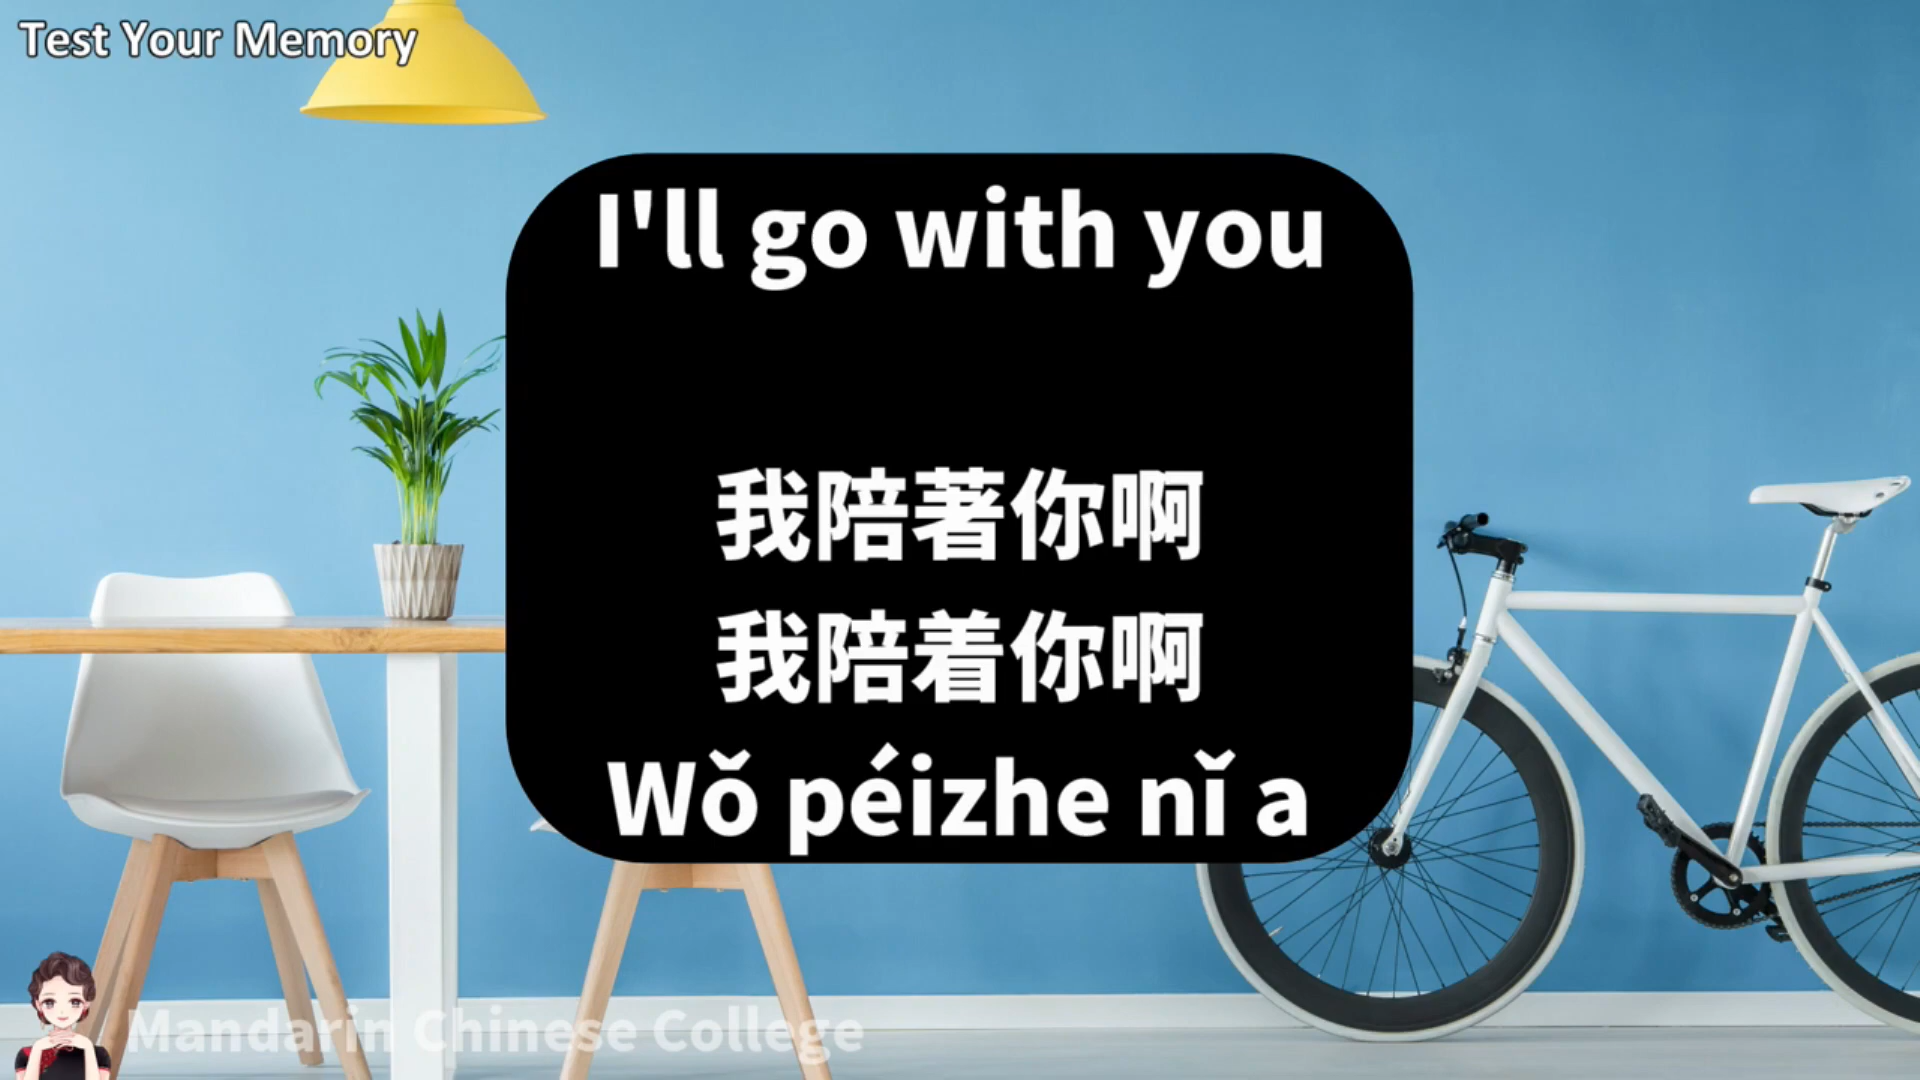 Test Your Memory
I'll go with you
我陪著你啊
我陪着你啊
Wǒ péizhe nǐ a
Mandarin Chinese College